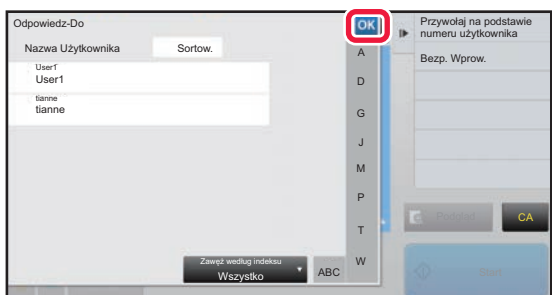 Odpowiedz-Do
OK
Przywołaj na podstawie
numeru użytkownika
Nazwa Użytkownika
Sortow.
A
Bezp. Wprow.
User1
User1
D
tianne
tianne
G
J
M
P
CA
T
Zawęź według indeksu
Wszystko
ABC
W
Start